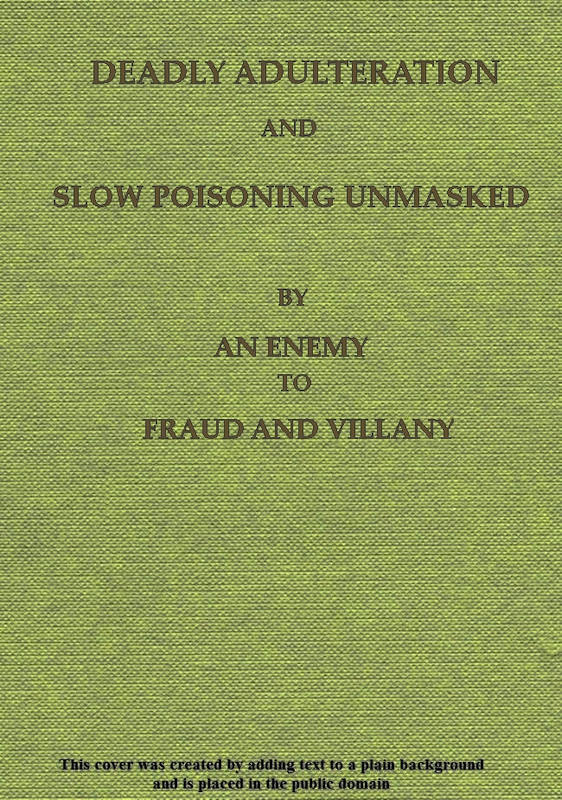 DEADLY ADULTERATION
AND
SLOW POISONING UNMASKED
BY
AN ENEMY
TO
FRAUD AND VILLANY
This cover was created by adding text to a plain background
and is placed in the public domain